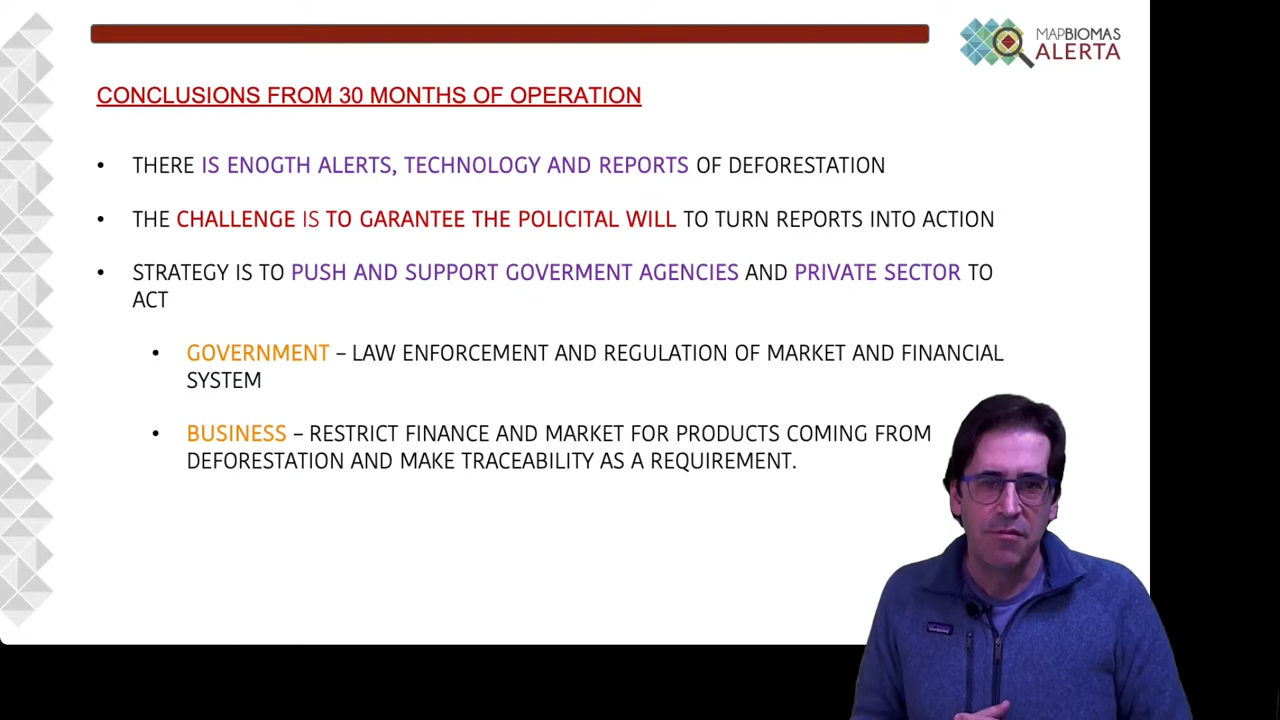 MAPBIOMAS
ALERTA
CONCLUSIONS FROM 30 MONTHS OF OPERATION
• THERE IS ENOGTH ALERTS, TECHNOLOGY AND REPORTS OF DEFORESTATION
• THE CHALLENGE IS TO GARANTEE THE POLICITAL WILL TO TURN REPORTS INTO ACTION
• STRATEGY IS TO PUSH AND SUPPORT GOVERMENT AGENCIES AND PRIVATE SECTOR TO
ACT
• GOVERNMENT – LAW ENFORCEMENT AND REGULATION OF MARKET AND FINANCIAL
SYSTEM
• BUSINESS – RESTRICT FINANCE AND MARKET FOR PRODUCTS COMING FROM
DEFORESTATION AND MAKE TRACEABILITY AS A REQUIREMENT.